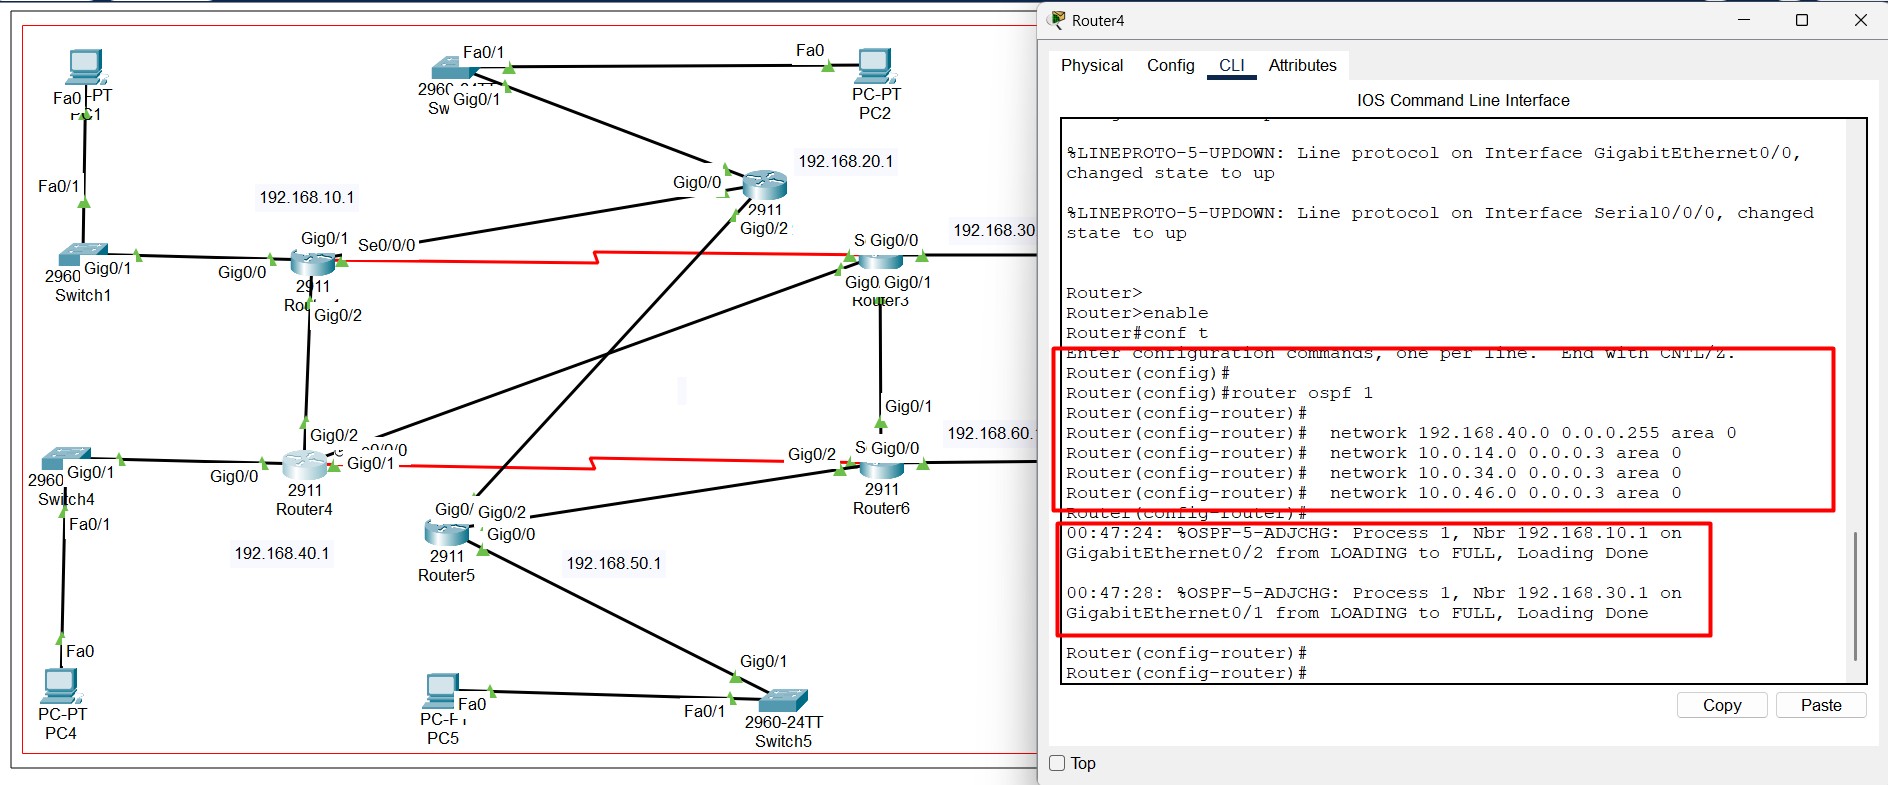 Fa0/1
Fa0
Fa0
-PT
PC-PT
PC2
Gig0/1
Sw
192.168.20.1
Fa0/1
Gig0/0
192.168.10.1
2911
Gig0/2
Gig0/1
Se0/0/0
Gig0/0
192.168.30
2960
Gig0/1
Switch1
Gig0/0
2911
Gig0/1
Router3
Gig0/2
Gig0/1
Gig0/2
192.168.60.
Gig0/1
Gig0/0
Gig0/1
Gig0/2
Gig0/0
2960
Switch4
2911
Router4
2911
Router6
Fa0/1
Gig0/
Gig0/2
Gig0/0
192.168.40.1
2911
Router5
192.168.50.1
Fa0
Gig0/1
PC-PT
PC4
Fa0
PC5
Fa0/1
2960-24TT
Switch5
Router4
Physical Config CLI Attributes
IOS Command Line Interface
%LINEPROTO-5-UPDOWN: Line protocol on Interface GigabitEthernet0/0,
changed state to up
%LINEPROTO-5-UPDOWN: Line protocol on Interface Serial0/0/0, changed
state to up
Router>
Router>enable
Router#conf t
Enter configuration commands, one per line. End with CNTL/Z.
Router(config)#
Router(config)#router ospf 1
Router(config-router)#
Router(config-router)# network 192.168.40.0 0.0.0.255 area 0
Router(config-router)# network 10.0.14.0 0.0.0.3 area 0
Router(config-router)# network 10.0.34.0 0.0.0.3 area 0
Router(config-router)# network 10.0.46.0 0.0.0.3 area 0
Router(config-router)#
00:47:24: %OSPF-5-ADJCHG: Process 1, Nbr 192.168.10.1 on
GigabitEthernet0/2 from LOADING to FULL, Loading Done
00:47:28: %OSPF-5-ADJCHG: Process 1, Nbr 192.168.30.1 on
GigabitEthernet0/1 from LOADING to FULL, Loading Done
Router(config-router)#
Router(config-router)#
Copy Paste
Top